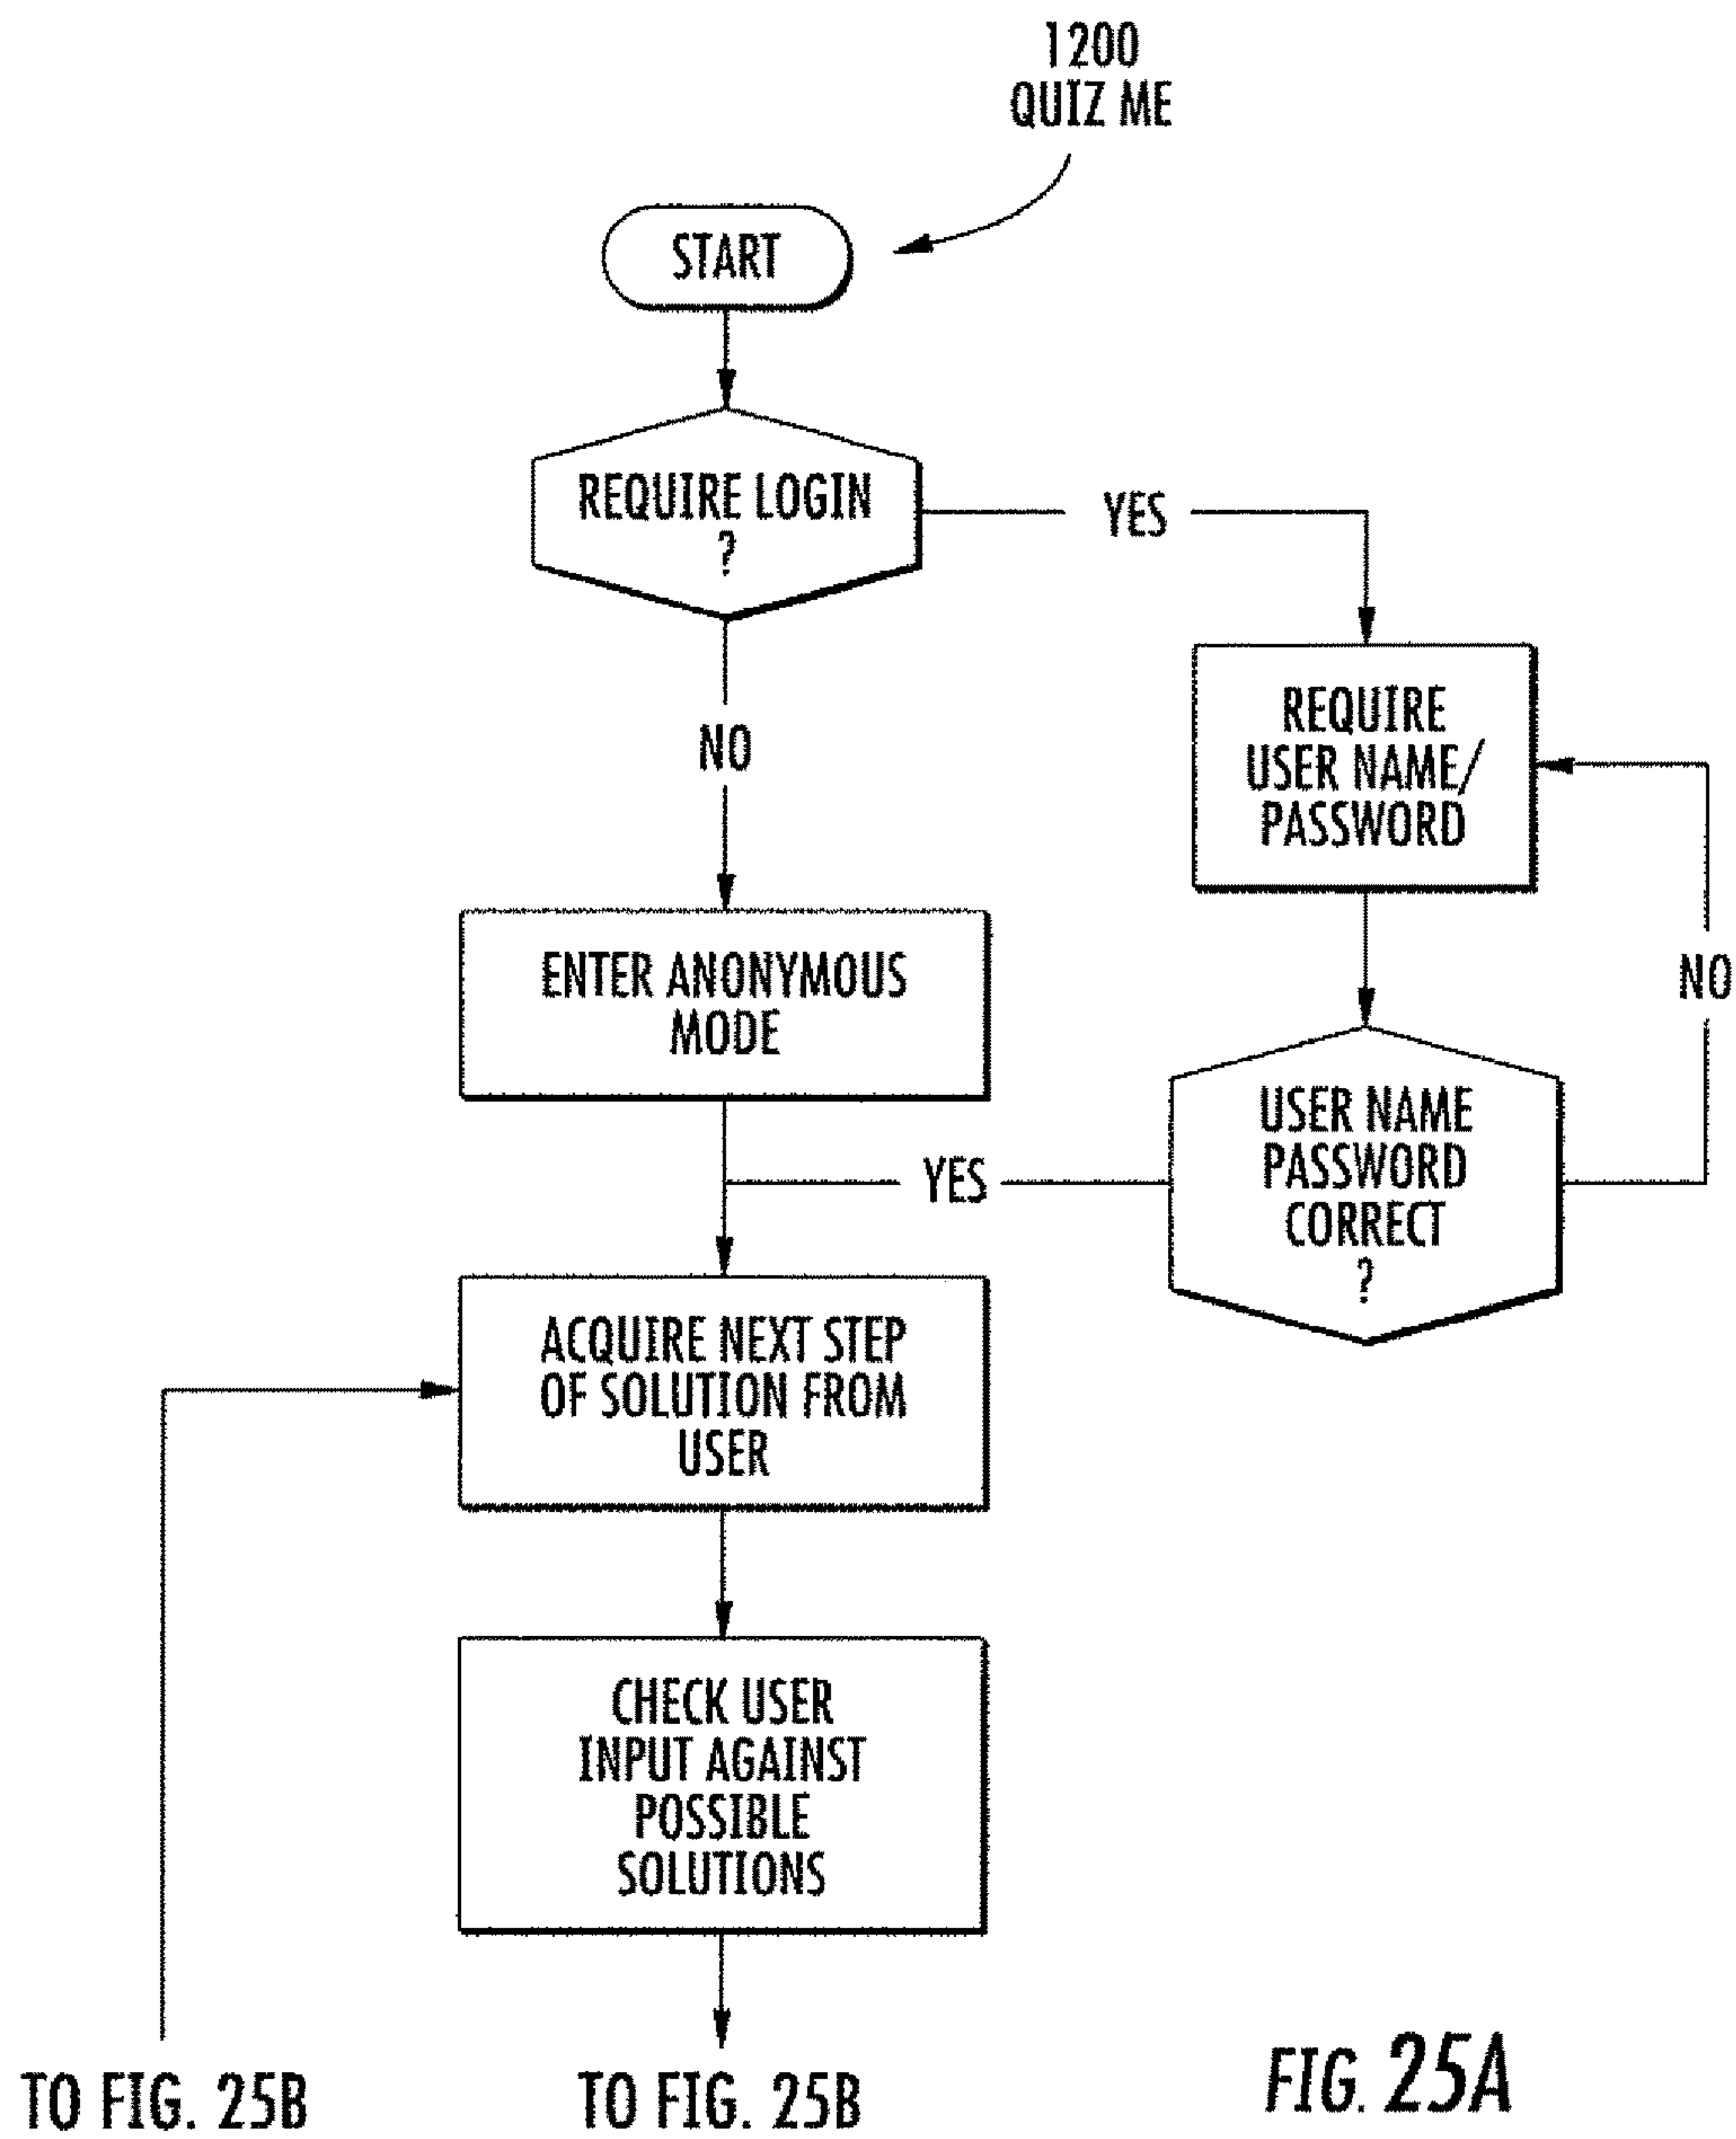 1200
QUIZ ME
START
REQUIRE LOGIN
?
YES
NO
REQUIRE
USER NAME/
PASSWORD
NO
ENTER ANONYMOUS
MODE
USER NAME
PASSWORD
CORRECT
?
YES
ACQUIRE NEXT STEP
OF SOLUTION FROM
USER
CHECK USER
INPUT AGAINST
POSSIBLE
SOLUTIONS
TO FIG. 25B
TO FIG. 25B
FIG. 25A